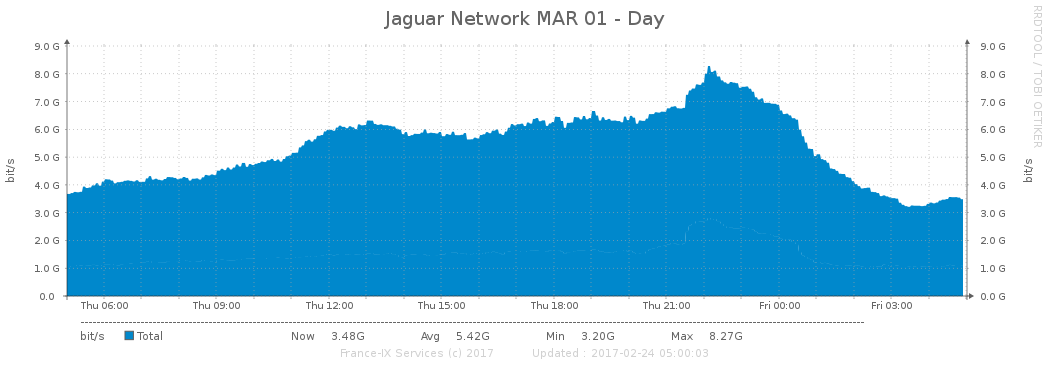 Jaguar Network MAR 01 - Day
RRDTOOL / TOBI OETIKER
bit/s
9.0 G 9.0 G
8.0 G 8.0 G
7.0 G 7.0 G
6.0 G 6.0 G
5.0 G 5.0 G
4.0 G 4.0 G
3.0 G 3.0 G
2.0 G 2.0 G
1.0 G 1.0 G
0.0 0.0 G
bit/s
Thu 06:00 Thu 09:00 Thu 12:00 Thu 15:00 Thu 18:00 Thu 21:00 Fri 00:00 Fri 03:00
bit/s Total Now 3.48G Avg 5.42G Min 3.20G Max 8.27G
France-IX Services (c) 2017 Updated : 2017-02-24 05:00:03